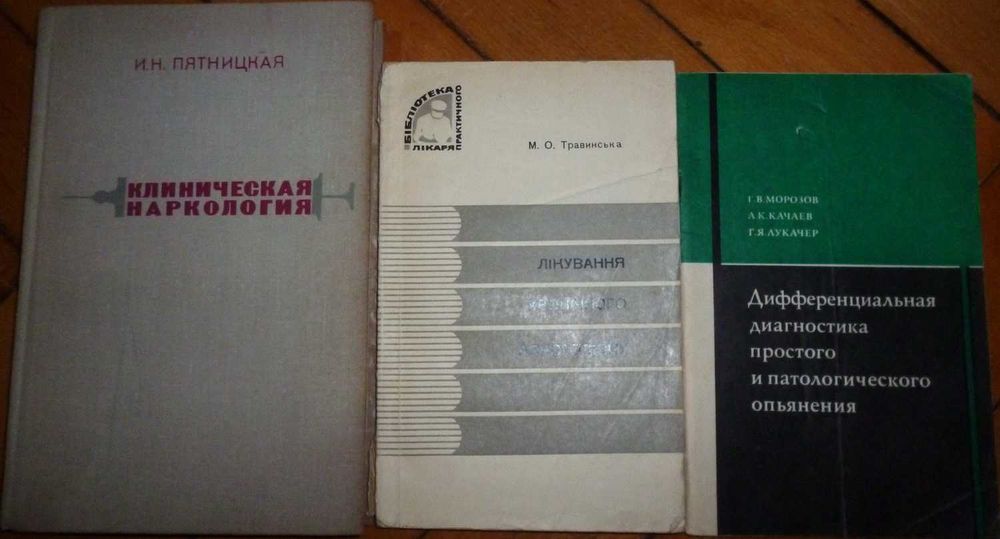 И.Н. ПЯТНИЦКАЯ
КЛИНИЧЕСКАЯ
НАРКОЛОГИЯ
БІБЛІОТЕКА
ПРАКТИЧНОГО
ЛІКАРЯ
М. О. Травинська
ЛІКУВАННЯ
Г. В. МОРОЗОВ
А. К. КАЧАЕВ
Г. Я. ЛУКАЧЕР
Дифференциальная
диагностика
простого
и патологического
опьянения